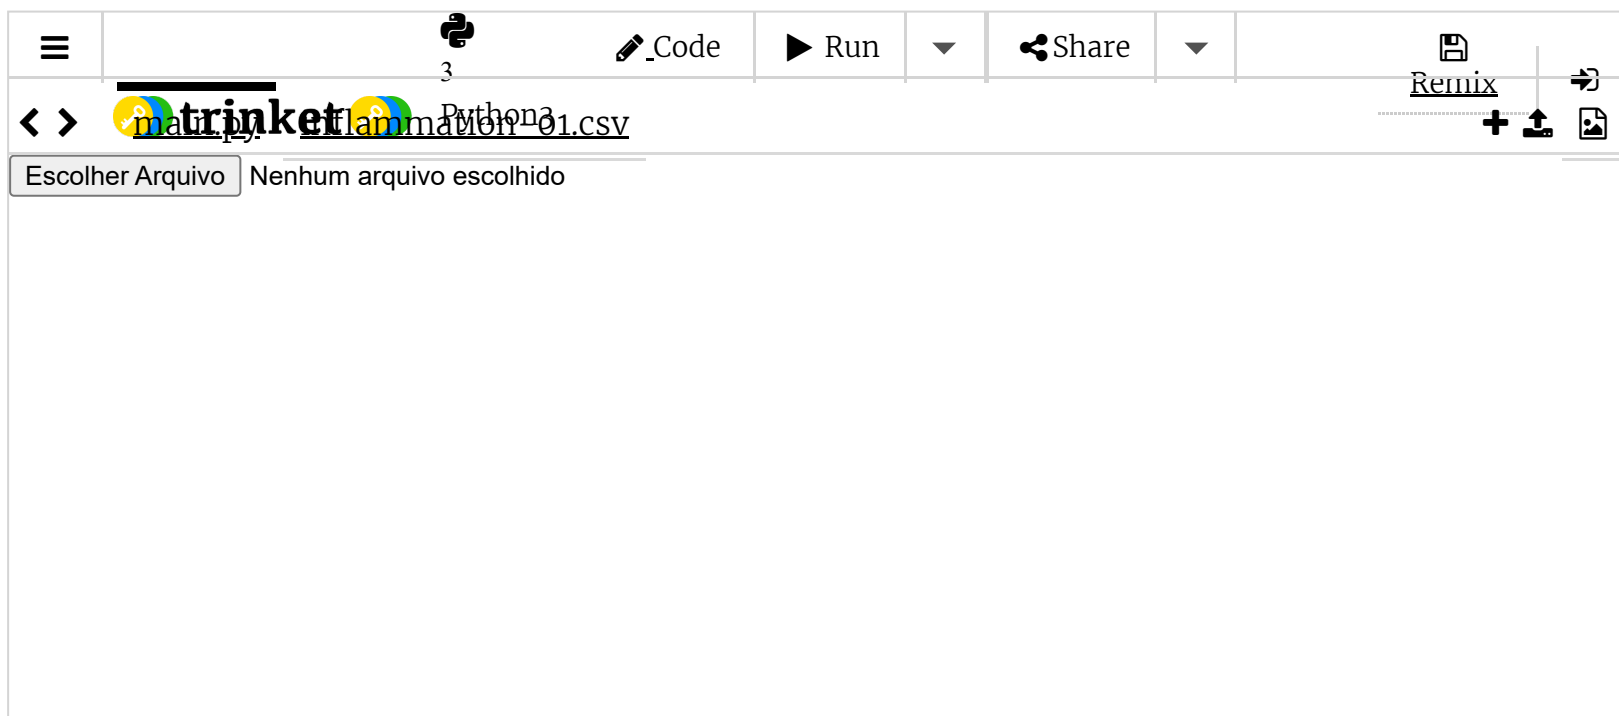 Code
Run
Share
3
Remix
trinket
Python3
main.py
inflammation-01.csv
Escolher Arquivo Nenhum arquivo escolhido